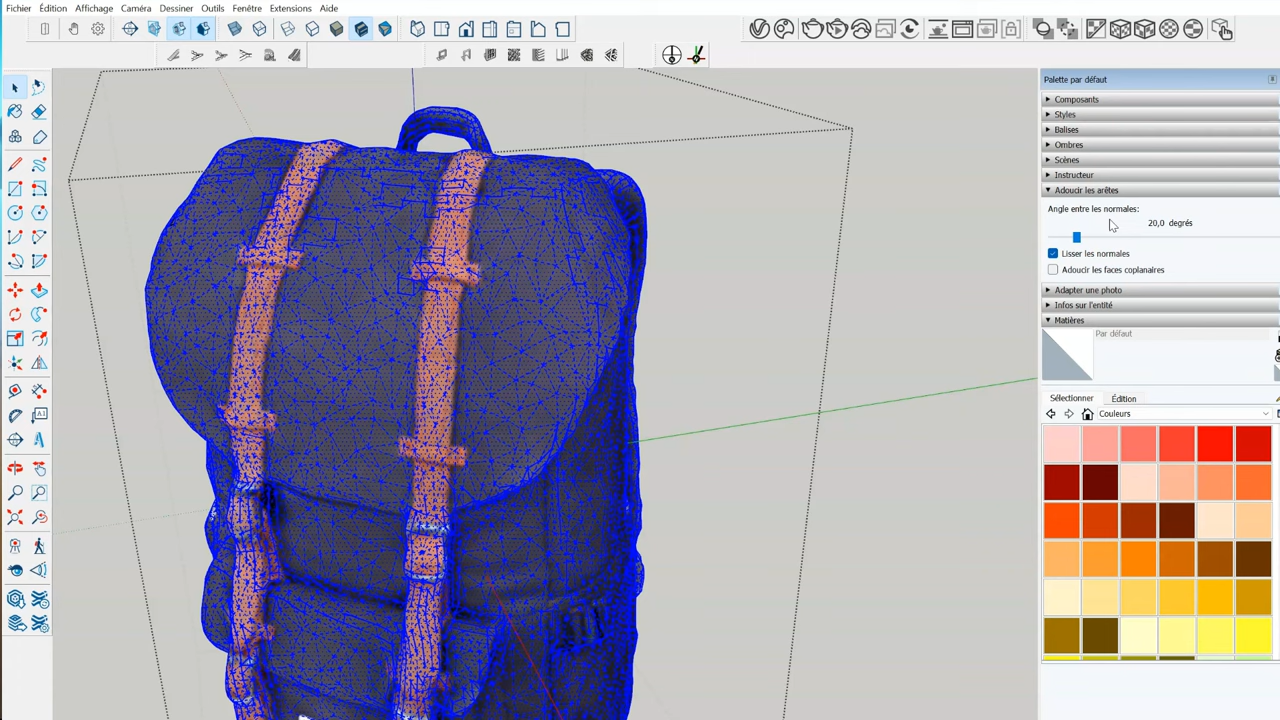 Fichier Édition Affichage Caméra Dessiner Outils Fenêtre Extensions Aide
Palette par défaut
Composants
Styles
Balises
Ombres
Scènes
Instructeur
Adoucir les arêtes
Angle entre les normales:
20,0 degrés
Lisser les normales
Adoucir les faces coplanaires
Adapter une photo
Infos sur l'entité
Matières
Par défaut
Sélectionner Édition
Couleurs